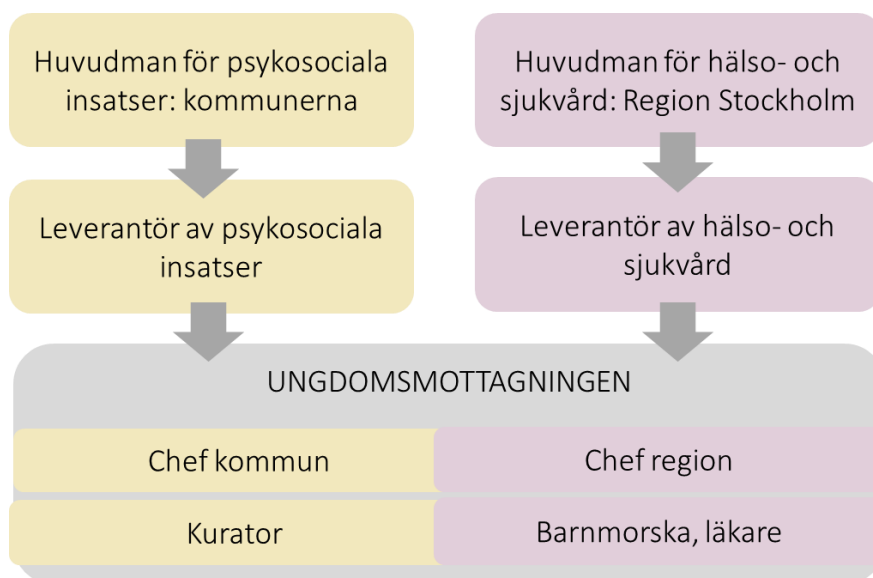 Huvudman för psykosociala
insatser: kommunerna
Huvudman för hälso- och
sjukvård: Region Stockholm
Leverantör av psykosociala
insatser
Leverantör av hälso- och
sjukvård
UNGDOMSMOTTAGNINGEN
Chef kommun
Chef region
Kurator
Barnmorska, läkare